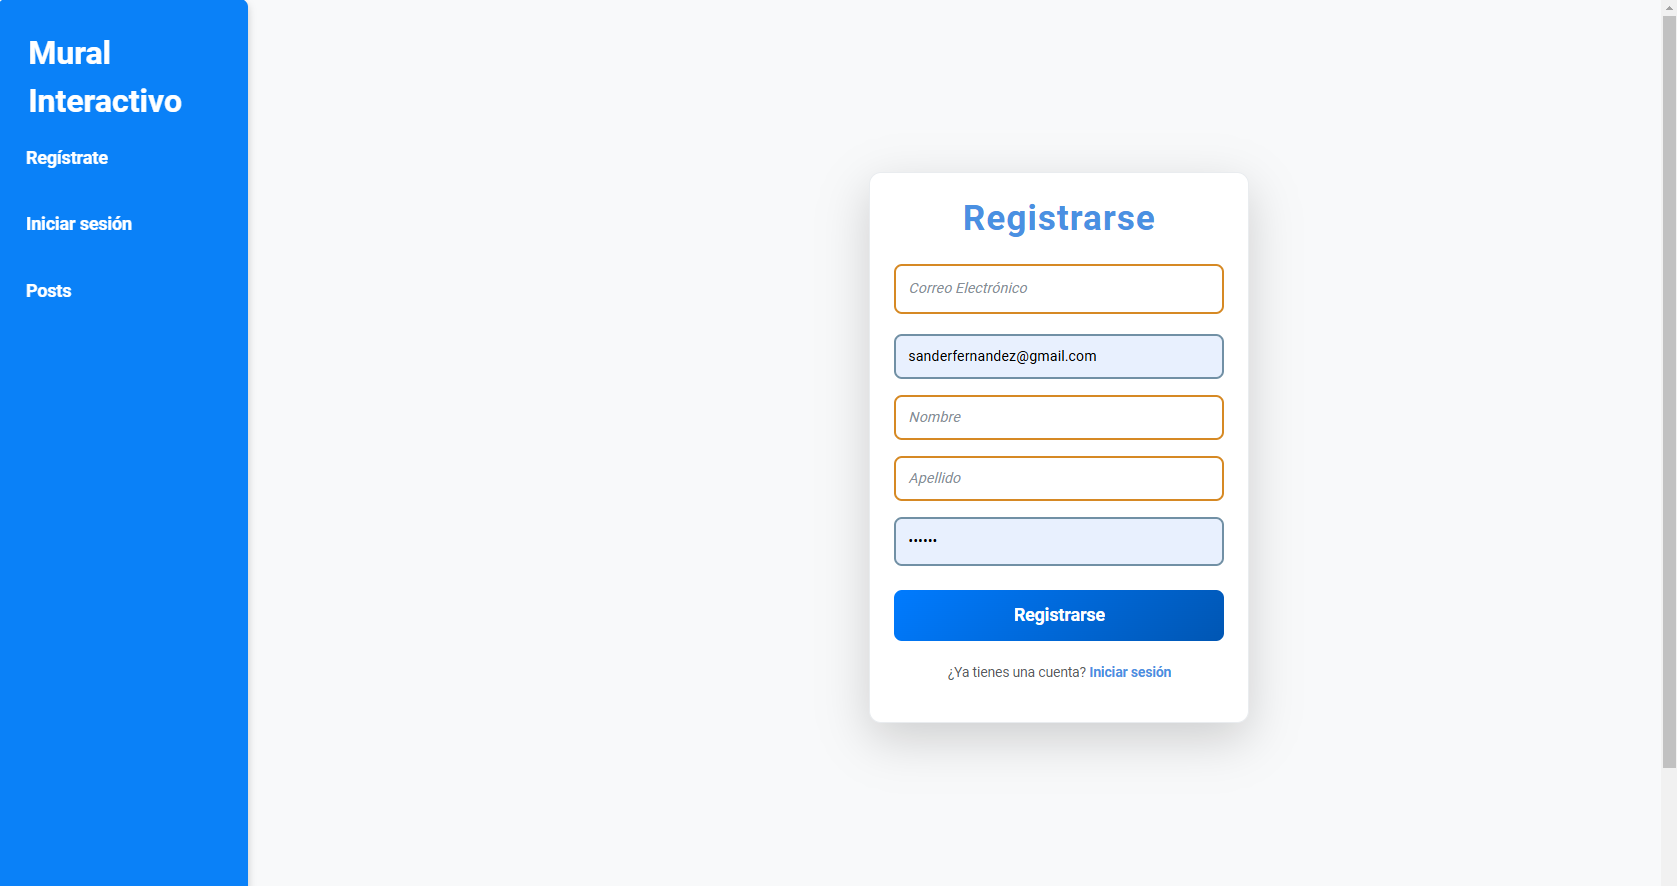 Mural
Interactivo
Regístrate
Iniciar sesión
Posts
Registrarse
Correo Electrónico
sanderfernandez@gmail.com
Nombre
Apellido
••••••
Registrarse
¿Ya tienes una cuenta? Iniciar sesión